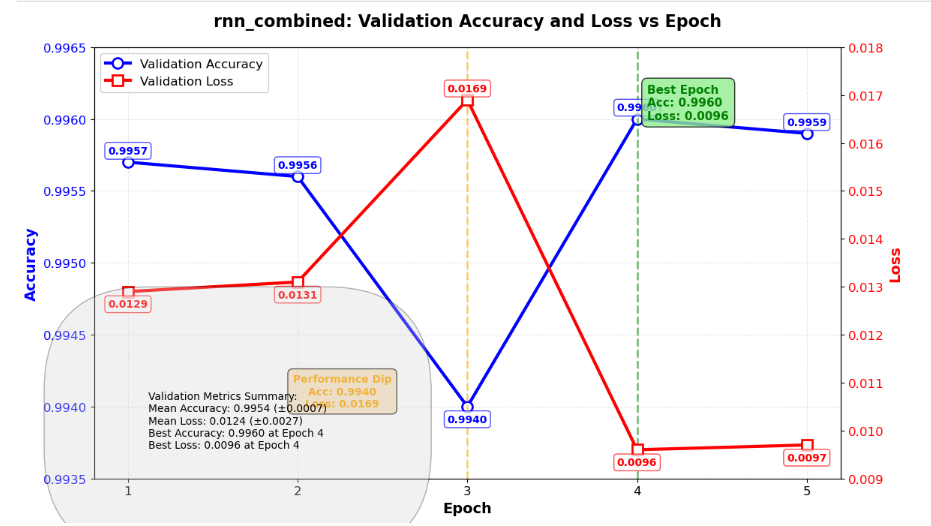 rnn_combined: Validation Accuracy and Loss vs Epoch
Validation Accuracy
Validation Loss
0.9965
0.9960
0.9955
0.9950
0.9945
0.9940
0.9935
Accuracy
0.018
0.017
0.016
0.015
0.014
0.013
0.012
0.011
0.010
0.009
Loss
0.9957
0.9956
0.9940
0.9960
0.9959
0.0129
0.0131
0.0169
0.0096
0.0097
Best Epoch
Acc: 0.9960
Loss: 0.0096
Performance Dip
Acc: 0.9940
Loss: 0.0169
Validation Metrics Summary:
Mean Accuracy: 0.9954 (±0.0007)
Mean Loss: 0.0124 (±0.0027)
Best Accuracy: 0.9960 at Epoch 4
Best Loss: 0.0096 at Epoch 4
1
2
3
4
5
Epoch